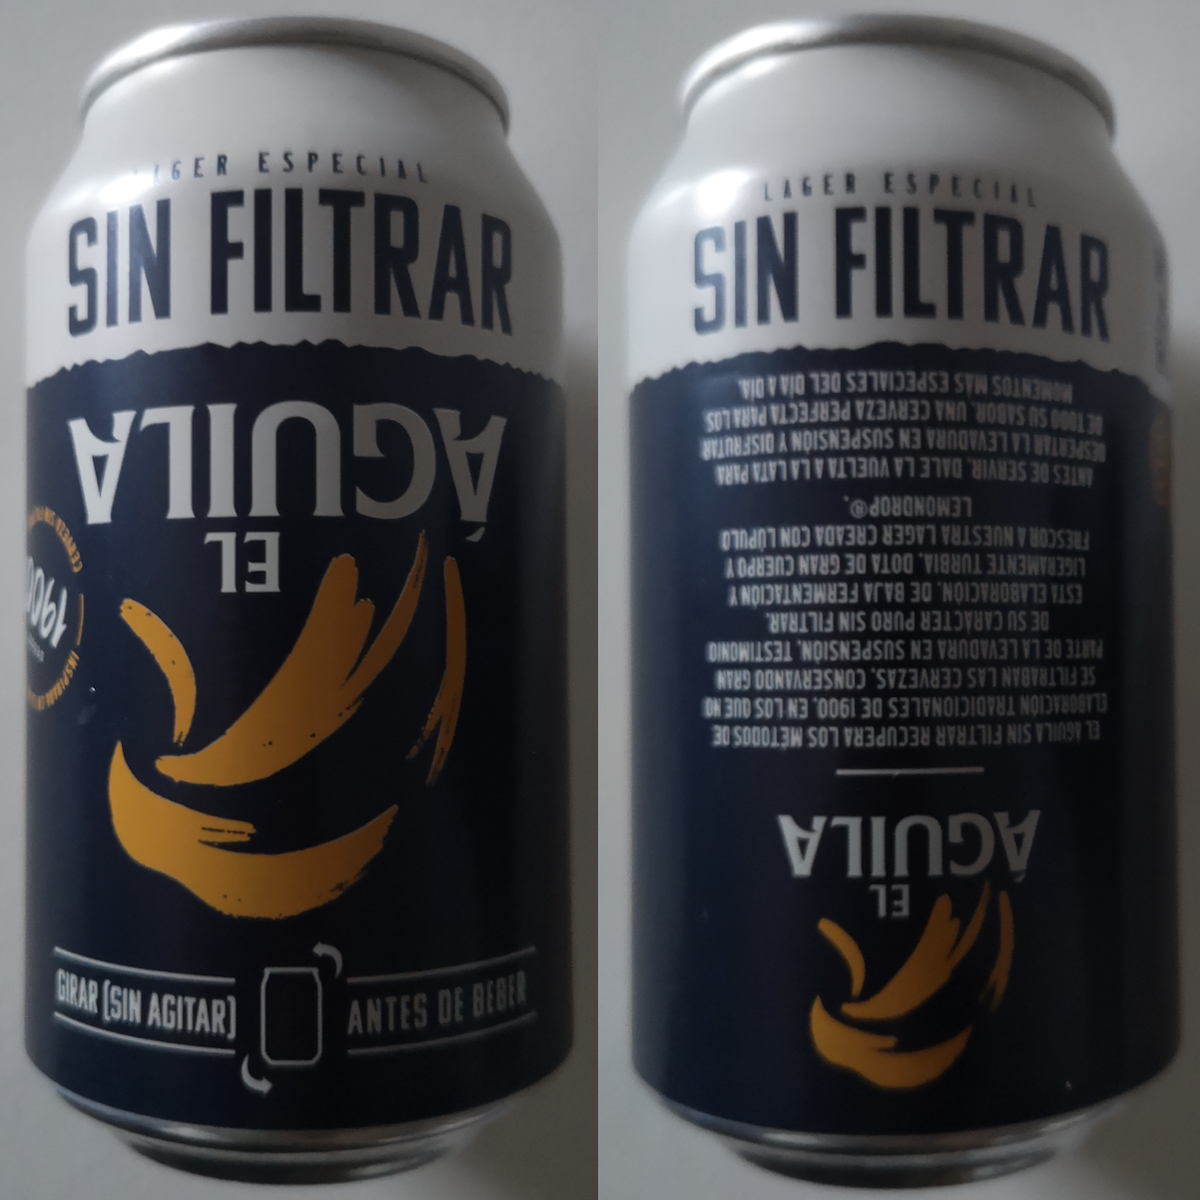 LAGER ESPECIAL
SIN FILTRAR
EL
ÁGUILA
1900
GIRAR (SIN AGITAR)
ANTES DE BEBER
LAGER ESPECIAL
SIN FILTRAR
EL
ÁGUILA
EL ÁGUILA SIN FILTRAR RECUPERA LOS MÉTODOS DE
ELABORACIÓN TRADICIONALES DE 1900, EN LOS QUE NO
SE FILTRABAN LAS CERVEZAS, CONSERVANDO GRAN
PARTE DE LA LEVADURA EN SUSPENSIÓN, TESTIMONIO
DE SU CARÁCTER PURO SIN FILTRAR.
ESTA ELABORACIÓN, DE BAJA FERMENTACIÓN Y
LIGERAMENTE TURBIA, DOTA DE GRAN CUERPO Y
FRESCOR A NUESTRA LAGER CREADA CON LÚPULO
LEMONDROP®.
ANTES DE SERVIR, DALE LA VUELTA A LA LATA PARA
DESPERTAR LA LEVADURA EN SUSPENSIÓN Y DISFRUTAR
DE TODO SU SABOR. UNA CERVEZA PERFECTA PARA LOS
MOMENTOS MÁS ESPECIALES DEL DÍA A DÍA.